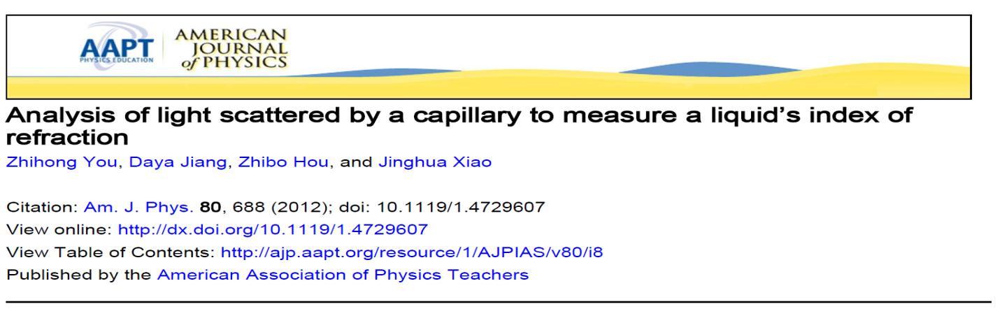 AAPT
PHYSICS EDUCATION
AMERICAN
JOURNAL
of PHYSICS
Analysis of light scattered by a capillary to measure a liquid’s index of
refraction
Zhihong You, Daya Jiang, Zhibo Hou, and Jinghua Xiao
Citation: Am. J. Phys. 80, 688 (2012); doi: 10.1119/1.4729607
View online: http://dx.doi.org/10.1119/1.4729607
View Table of Contents: http://ajp.aapt.org/resource/1/AJPIAS/v80/i8
Published by the American Association of Physics Teachers